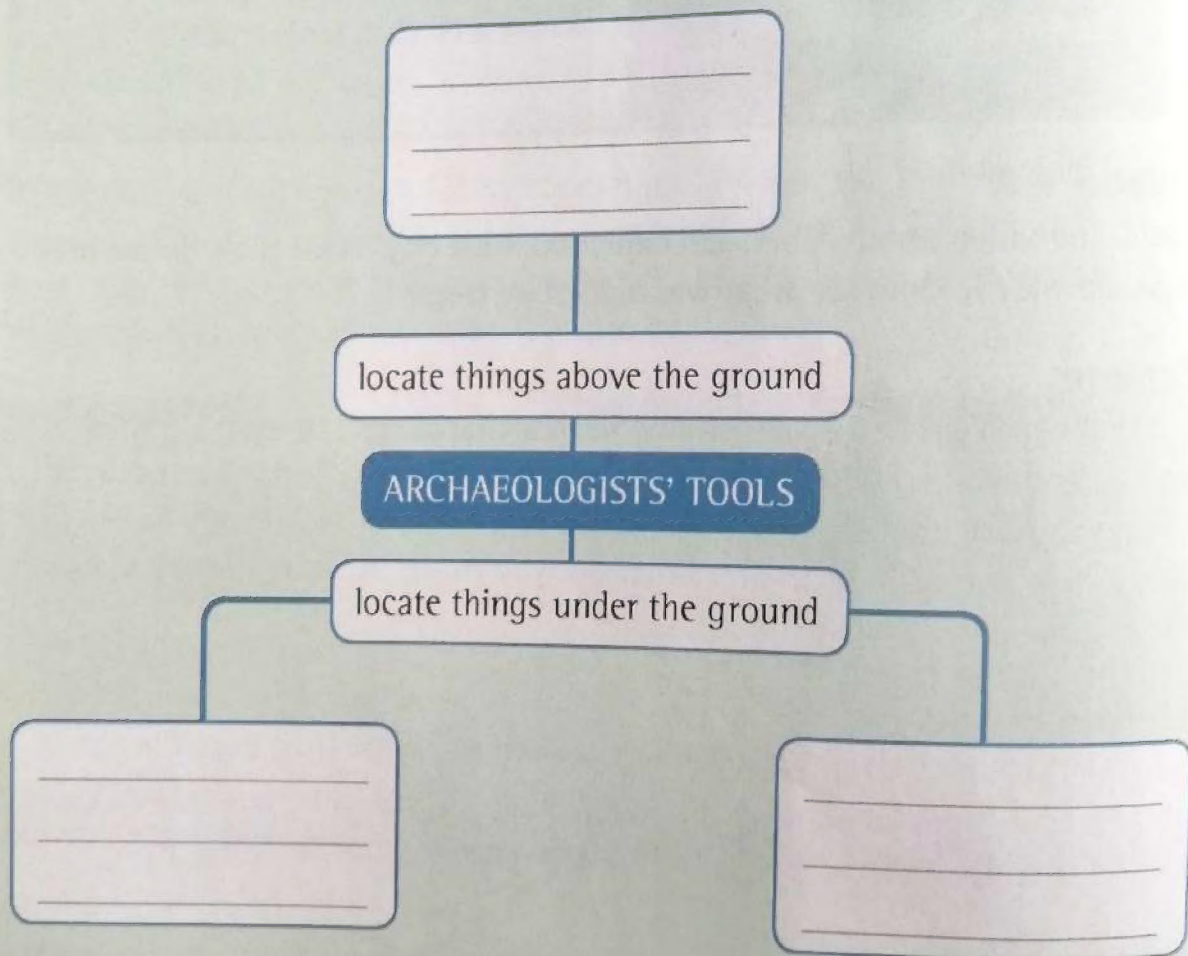 locate things above the ground
ARCHAEOLOGISTS' TOOLS
locate things under the ground